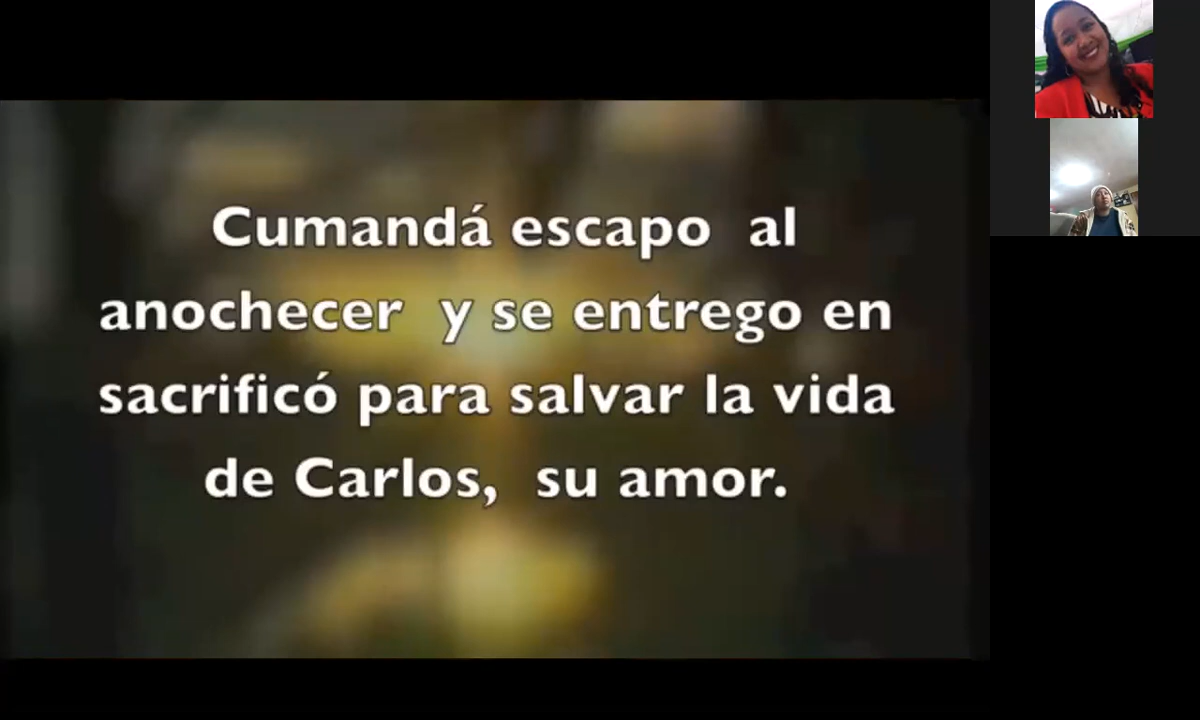 Cumandá escapo al
anochecer y se entrego en
sacrificó para salvar la vida
de Carlos, su amor.